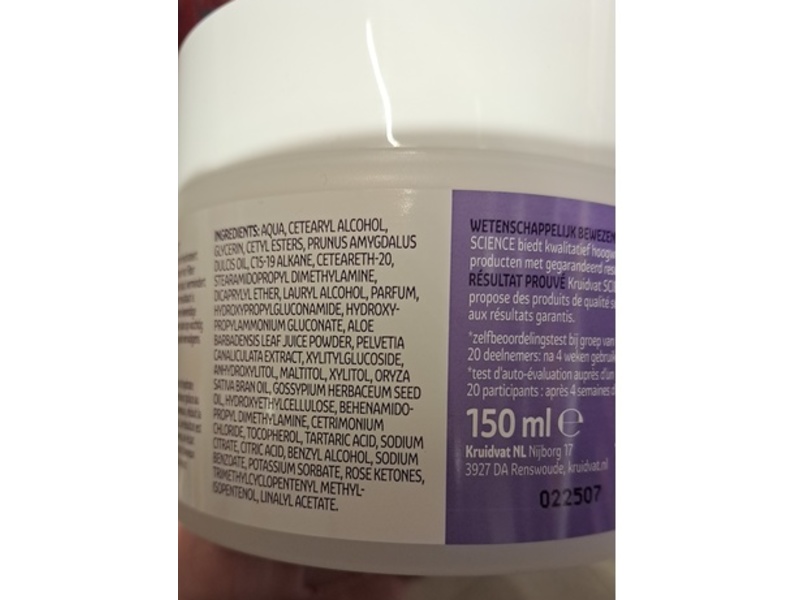 INGREDIENTS: AQUA, CETEARYL ALCOHOL,
GLYCERIN, CETYL ESTERS, PRUNUS AMYGDALUS
DULCIS OIL, C15-19 ALKANE, CETEARETH-20,
STEARAMIDOPROPYL DIMETHYLAMINE,
DICAPRYLYL ETHER, LAURYL ALCOHOL, PARFUM,
HYDROXYPROPYLGLUCONAMIDE, HYDROXY-
PROPYLAMMONIUM GLUCONATE, ALOE
BARBADENSIS LEAF JUICE POWDER, PELVETIA
CANALICULATA EXTRACT, XYLITYLGLUCOSIDE,
ANHYDROXYLITOL, MALTITOL, XYLITOL, ORYZA
SATIVA BRAN OIL, GOSSYPIUM HERBACEUM SEED
OIL, HYDROXYETHYLCELLULOSE, BEHENAMIDO-
PROPYL DIMETHYLAMINE, CETRIMONIUM
CHLORIDE, TOCOPHEROL, TARTARIC ACID, SODIUM
CITRATE, CITRIC ACID, BENZYL ALCOHOL, SODIUM
BENZOATE, POTASSIUM SORBATE, ROSE KETONES,
TRIMETHYLCYCLOPENTENYL METHYL-
ISOPENTENOL, LINALYL ACETATE.
WETENSCHAPPELIJK BEWEZEN
SCIENCE biedt kwalitatief hoogw
producten met gegarandeerd resu
RÉSULTAT PROUVÉ Kruidvat SCI
propose des produits de qualité su
aux résultats garantis.
*zelfbeoordelingstest bij groep van
20 deelnemers: na 4 weken gebruik
*test d'auto-évaluation auprès d'un
20 participants : après 4 semaines d
150 ml e
Kruidvat NL Nijborg 17
3927 DA Renswoude, kruidvat.nl
022507